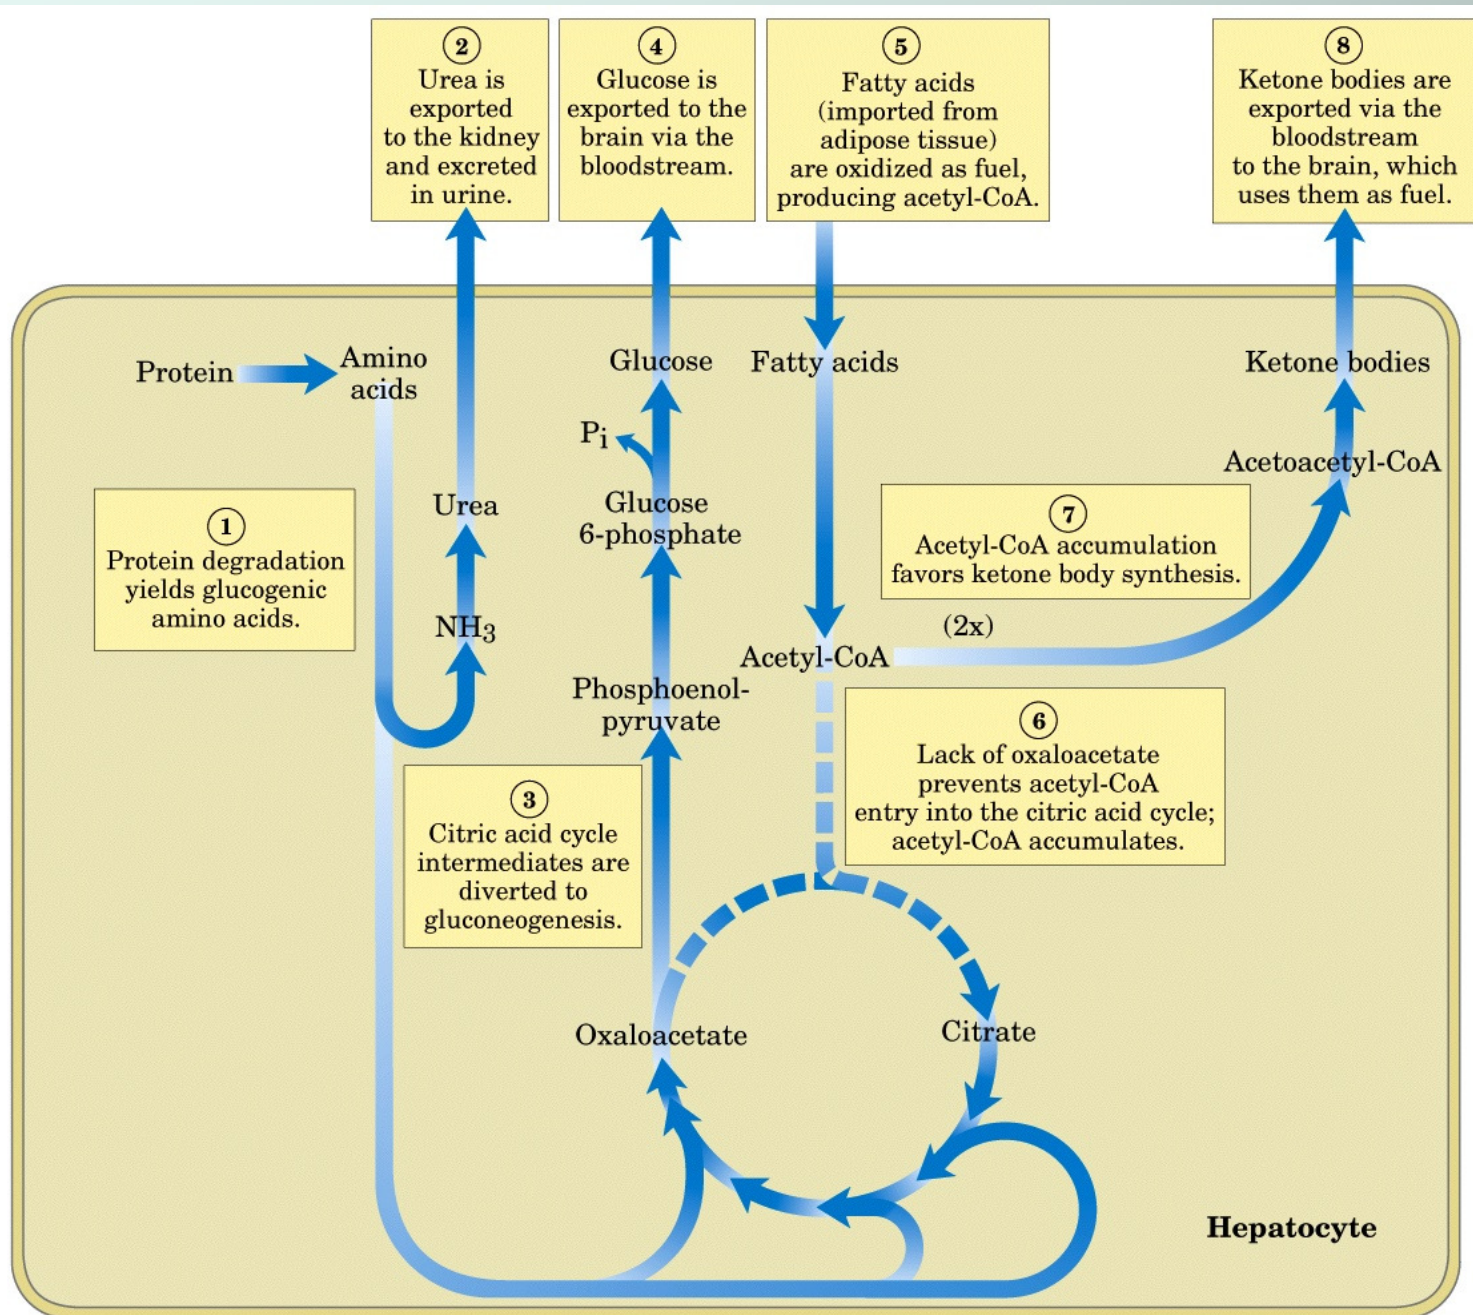 2
Urea is
exported
to the kidney
and excreted
in urine.
4
Glucose is
exported to the
brain via the
bloodstream.
5
Fatty acids
(imported from
adipose tissue)
are oxidized as fuel,
producing acetyl-CoA.
8
Ketone bodies are
exported via the
bloodstream
to the brain, which
uses them as fuel.
Protein
Amino
acids
Glucose
Fatty acids
Ketone bodies
Pi
Acetoacetyl-CoA
1
Protein degradation
yields glucogenic
amino acids.
Urea
Glucose
6-phosphate
7
Acetyl-CoA accumulation
favors ketone body synthesis.
NH3
(2x)
Acetyl-CoA
Phosphoenol-
pyruvate
6
Lack of oxaloacetate
prevents acetyl-CoA
entry into the citric acid cycle;
acetyl-CoA accumulates.
3
Citric acid cycle
intermediates are
diverted to
gluconeogenesis.
Oxaloacetate
Citrate
Hepatocyte